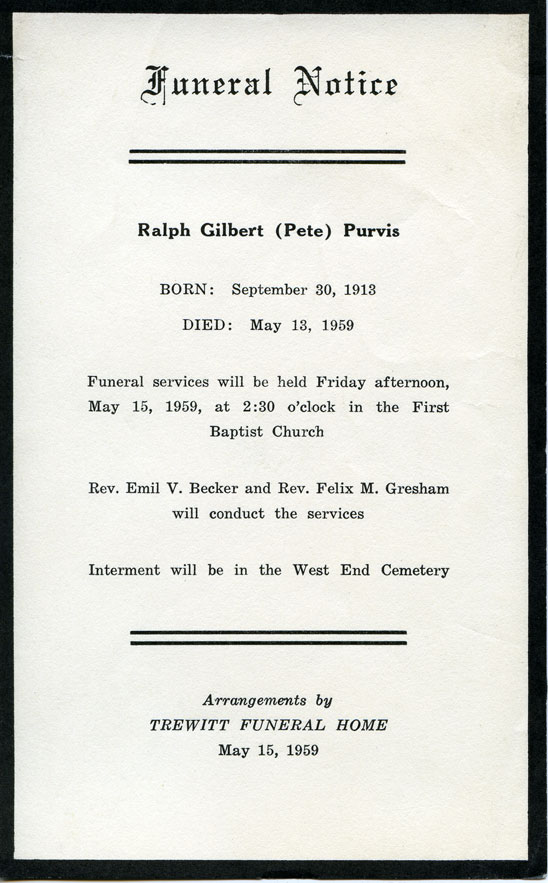 Funeral Notice
Ralph Gilbert (Pete) Purvis
BORN: September 30, 1913
DIED: May 13, 1959
Funeral services will be held Friday afternoon,
May 15, 1959, at 2:30 o'clock in the First
Baptist Church
Rev. Emil V. Becker and Rev. Felix M. Gresham
will conduct the services
Interment will be in the West End Cemetery
Arrangements by
TREWITT FUNERAL HOME
May 15, 1959